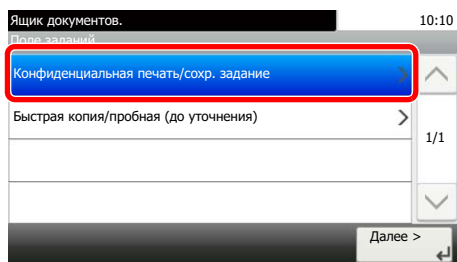 Ящик документов.
10:10
Поле заданий
Конфиденциальная печать/сохр. задание
Быстрая копия/пробная (до уточнения)
1/1
Далее >